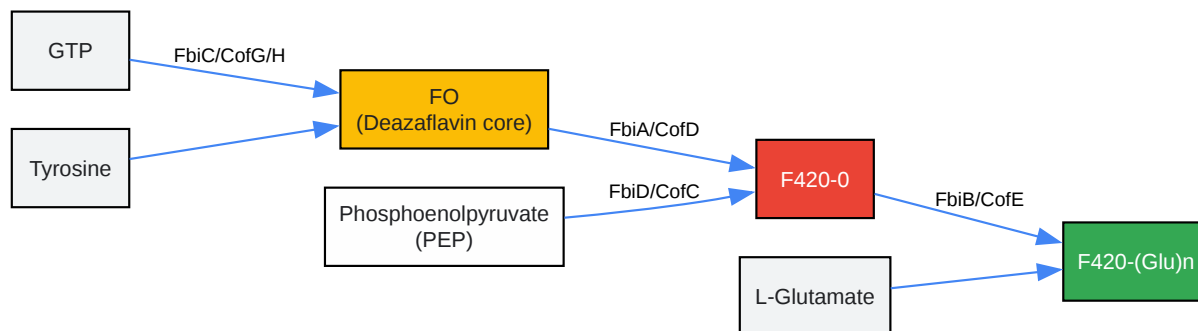 GTP
FbiC/CofG/H
Tyrosine
FO
(Deazaflavin core)
FbiA/CofD
Phosphoenolpyruvate
(PEP)
FbiD/CofC
F420-0
FbiB/CofE
L-Glutamate
F420-(Glu)n